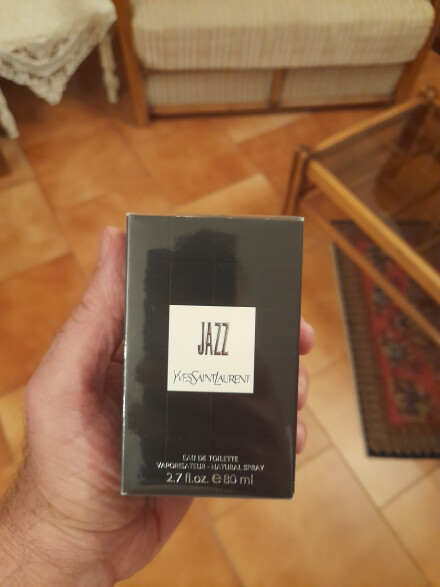 JAZZ
YVESSAINTLAURENT
EAU DE TOILETTE
VAPORISATEUR - NATURAL SPRAY
2.7 fl.oz. ℮ 80 ml